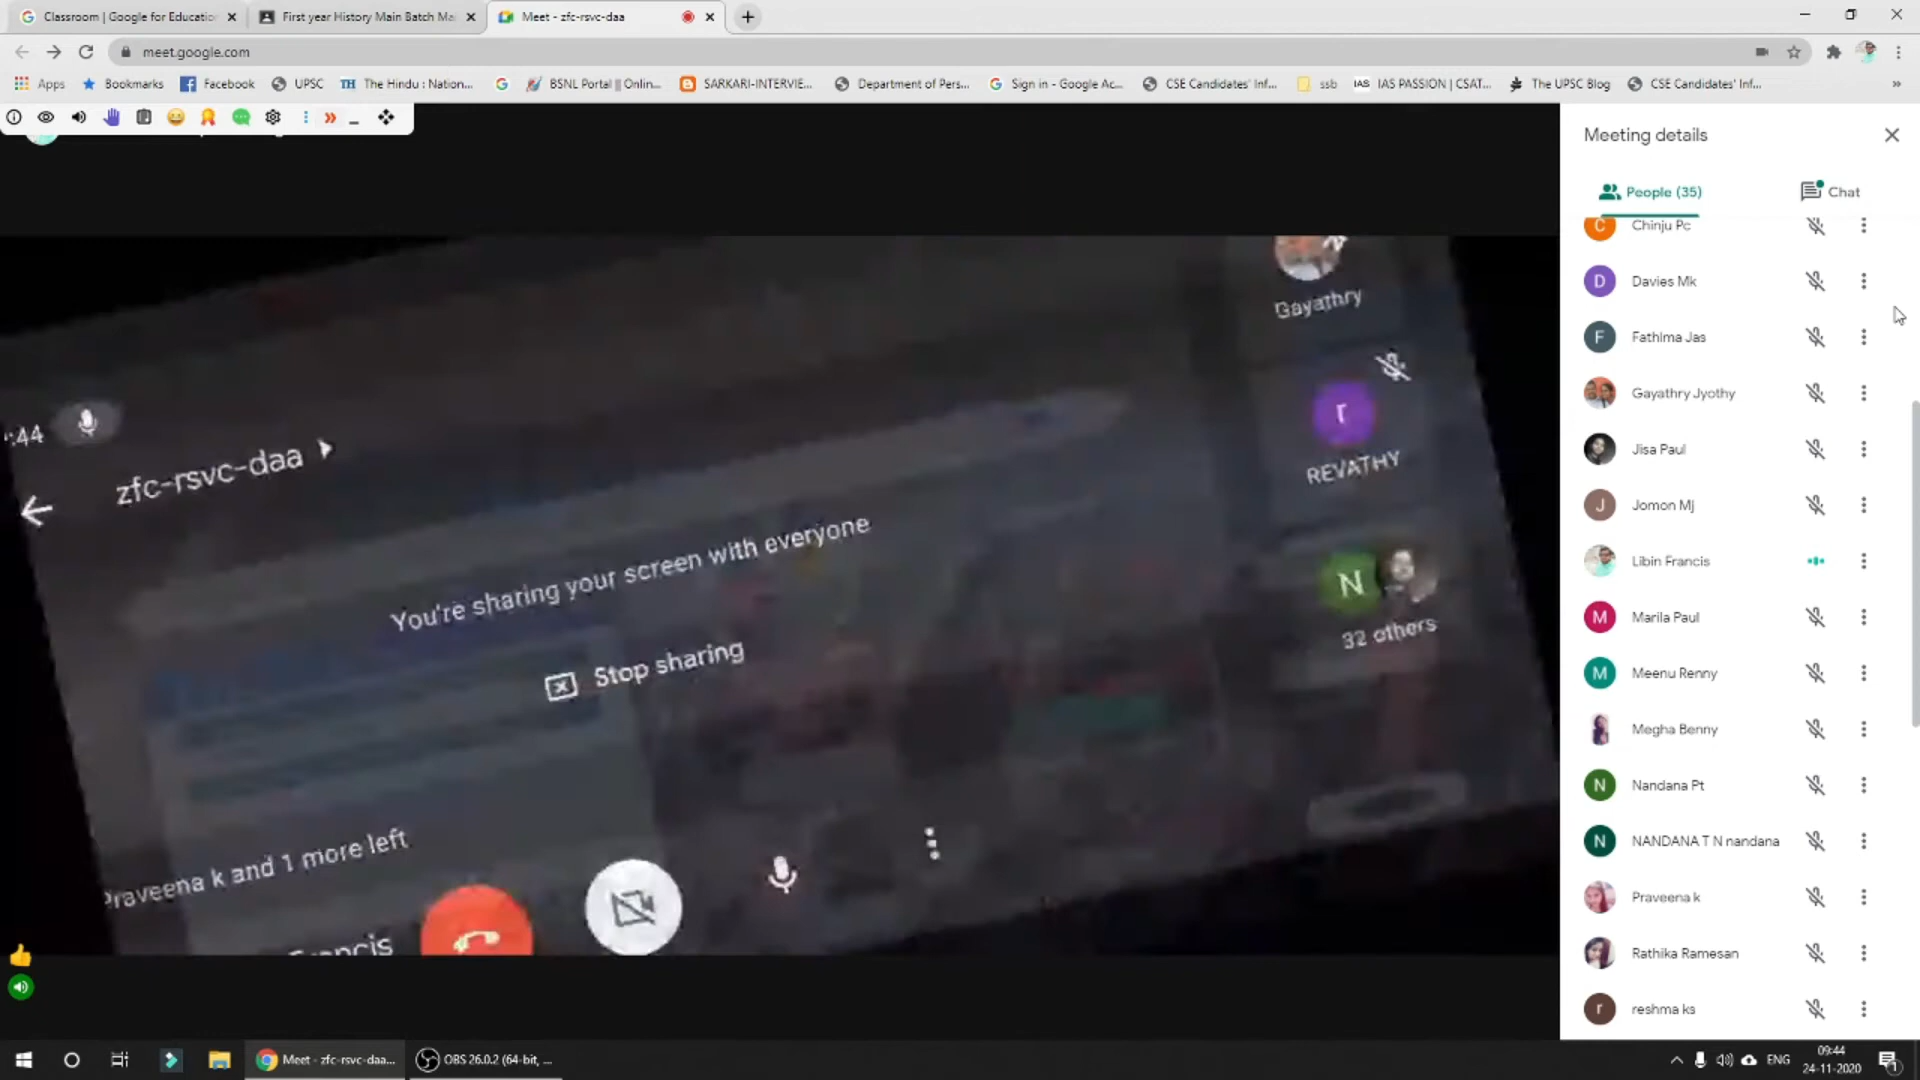 Classroom | Google for Educatio
First year History Main Batch Ma
Meet - zfc-rsvc-daa
meet.google.com
Apps
Bookmarks
Facebook
UPSC
TH The Hindu : Nation...
BSNL Portal || Onlin...
SARKARI-INTERVIE...
Department of Pers...
Sign in - Google Ac...
CSE Candidates' Inf...
ssb
IAS IAS PASSION | CSAT...
The UPSC Blog
CSE Candidates' Inf...
Meeting details
People (35)
Chat
Chinju Pc
D Davies Mk
F Fathima Jas
Gayathry Jyothy
Jisa Paul
J Jomon Mj
Libin Francis
M Marila Paul
M Meenu Renny
Megha Benny
N Nandana Pt
N NANDANA T N nandana
Praveena k
Rathika Ramesan
r reshma ks
Gayathry
:44
zfc-rsvc-daa
r
REVATHY
You're sharing your screen with everyone
Stop sharing
N
32 others
Praveena k and 1 more left
Francis
Meet - zfc-rsvc-daa...
OBS 26.0.2 (64-bit, ...
ENG
09:44
24-11-2020
1